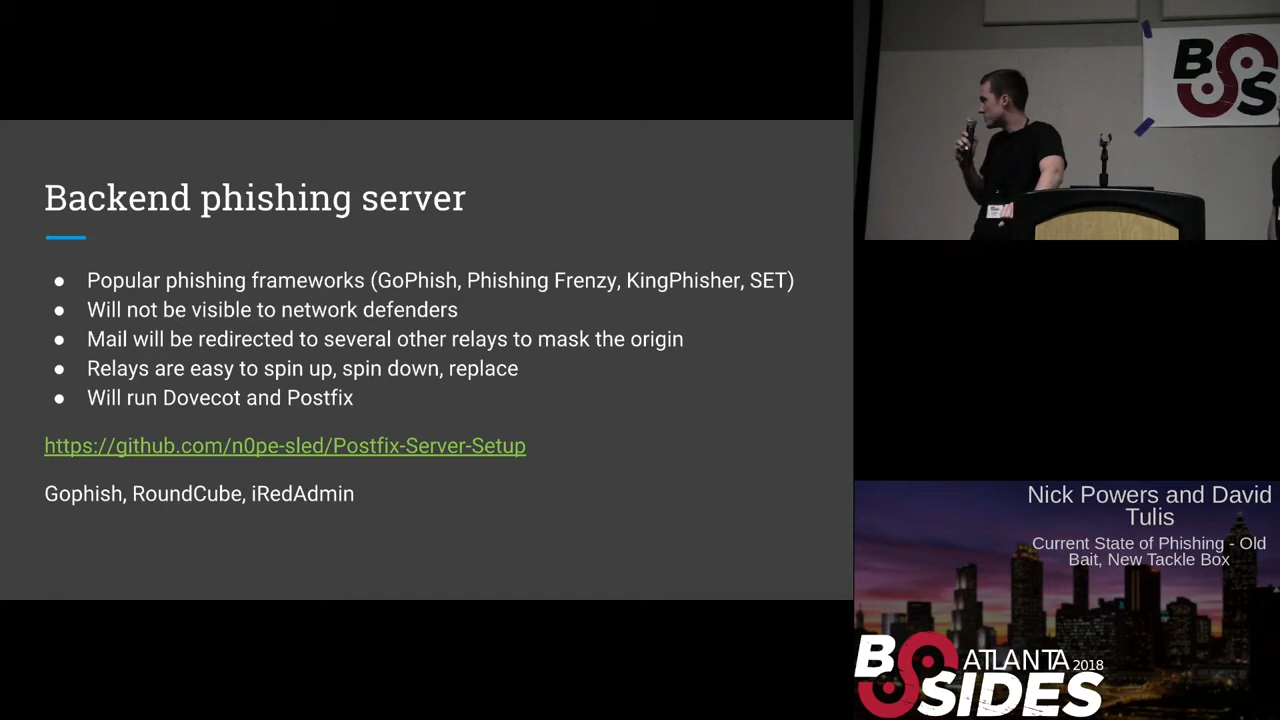 Backend phishing server
● Popular phishing frameworks (GoPhish, Phishing Frenzy, KingPhisher, SET)
● Will not be visible to network defenders
● Mail will be redirected to several other relays to mask the origin
● Relays are easy to spin up, spin down, replace
● Will run Dovecot and Postfix
https://github.com/n0pe-sled/Postfix-Server-Setup
Gophish, RoundCube, iRedAdmin
B
S
Nick Powers and David
Tulis
Current State of Phishing - Old
Bait, New Tackle Box
B ATLANTA 2018
SIDES